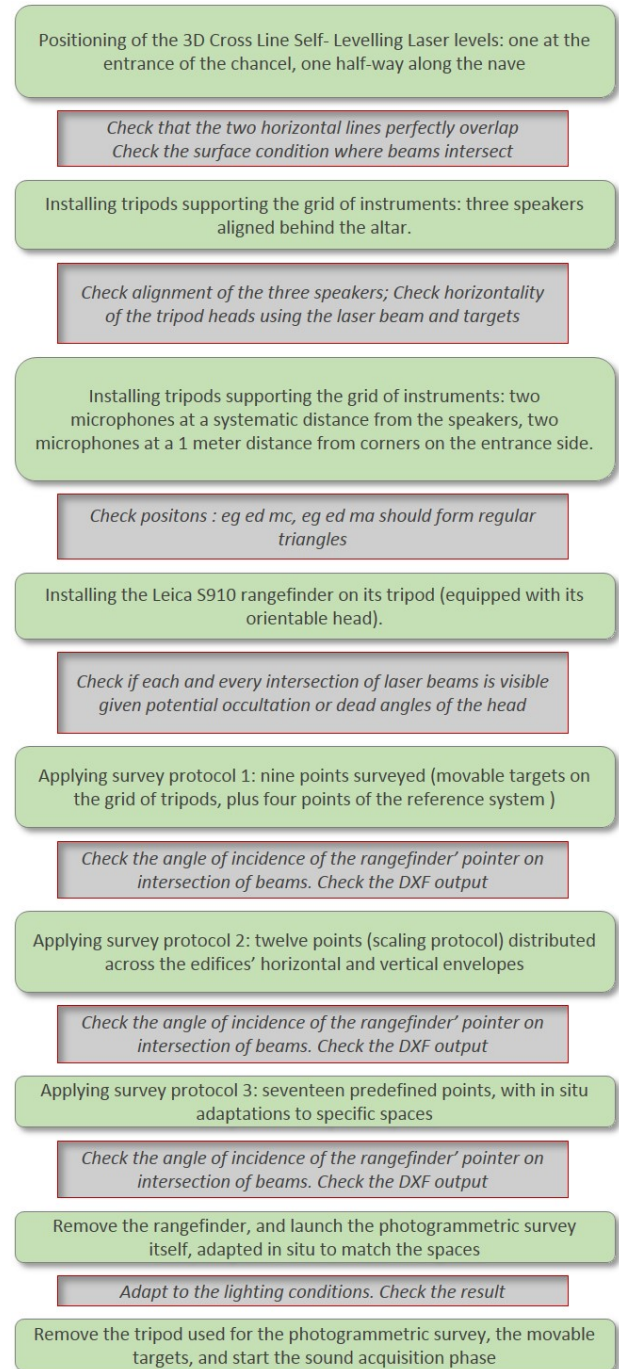 Positioning of the 3D Cross Line Self- Levelling Laser levels: one at the
entrance of the chancel, one half-way along the nave
Check that the two horizontal lines perfectly overlap
Check the surface condition where beams intersect
Installing tripods supporting the grid of instruments: three speakers
aligned behind the altar.
Check alignment of the three speakers; Check horizontality
of the tripod heads using the laser beam and targets
Installing tripods supporting the grid of instruments: two
microphones at a systematic distance from the speakers, two
microphones at a 1 meter distance from corners on the entrance side.
Check positons : eg ed mc, eg ed ma should form regular
triangles
Installing the Leica S910 rangefinder on its tripod (equipped with its
orientable head).
Check if each and every intersection of laser beams is visible
given potential occultation or dead angles of the head
Applying survey protocol 1: nine points surveyed (movable targets on
the grid of tripods, plus four points of the reference system )
Check the angle of incidence of the rangefinder’ pointer on
intersection of beams. Check the DXF output
Applying survey protocol 2: twelve points (scaling protocol) distributed
across the edifices’ horizontal and vertical envelopes
Check the angle of incidence of the rangefinder’ pointer on
intersection of beams. Check the DXF output
Applying survey protocol 3: seventeen predefined points, with in situ
adaptations to specific spaces
Check the angle of incidence of the rangefinder’ pointer on
intersection of beams. Check the DXF output
Remove the rangefinder, and launch the photogrammetric survey
itself, adapted in situ to match the spaces
Adapt to the lighting conditions. Check the result
Remove the tripod used for the photogrammetric survey, the movable
targets, and start the sound acquisition phase